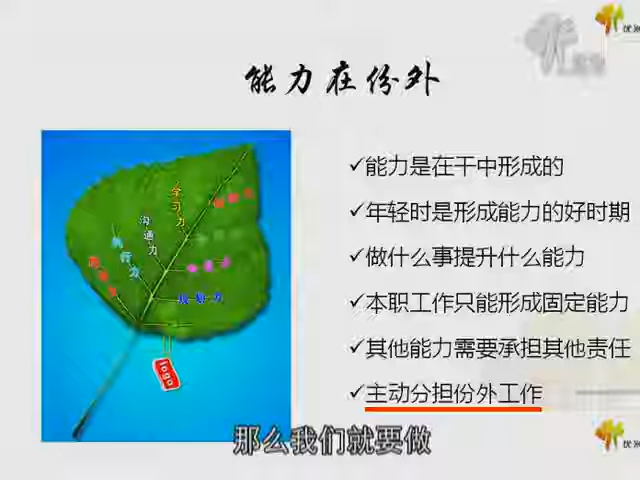 能力在份外
✓能力是在干中形成的
✓年轻时是形成能力的好时期
✓做什么事提升什么能力
✓本职工作只能形成固定能力
✓其他能力需要承担其他责任
✓主动分担份外工作
学习力
沟通力
执行力
规划力
logo
那么我们就要做